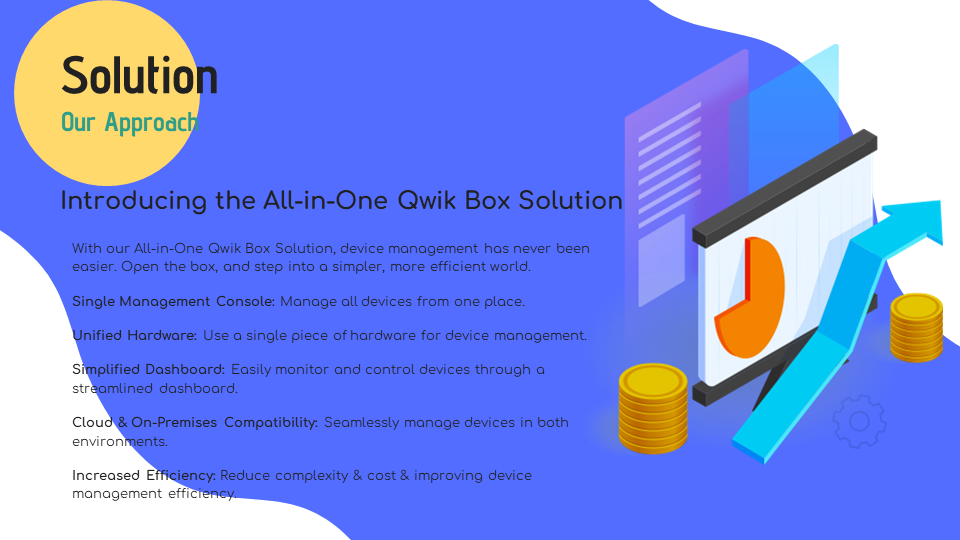 Solution
Our Approach
Introducing the All-in-One Qwik Box Solution
With our All-in-One Qwik Box Solution, device management has never been
easier. Open the box, and step into a simpler, more efficient world.
Single Management Console: Manage all devices from one place.
Unified Hardware: Use a single piece of hardware for device management.
Simplified Dashboard: Easily monitor and control devices through a
streamlined dashboard.
Cloud & On-Premises Compatibility: Seamlessly manage devices in both
environments.
Increased Efficiency: Reduce complexity & cost & improving device
management efficiency.